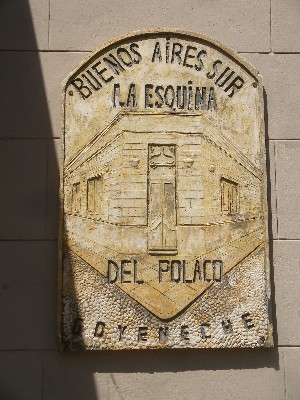 BUENOS AIRES SUR
LA ESQUINA
DEL POLACO
GOYENECHE